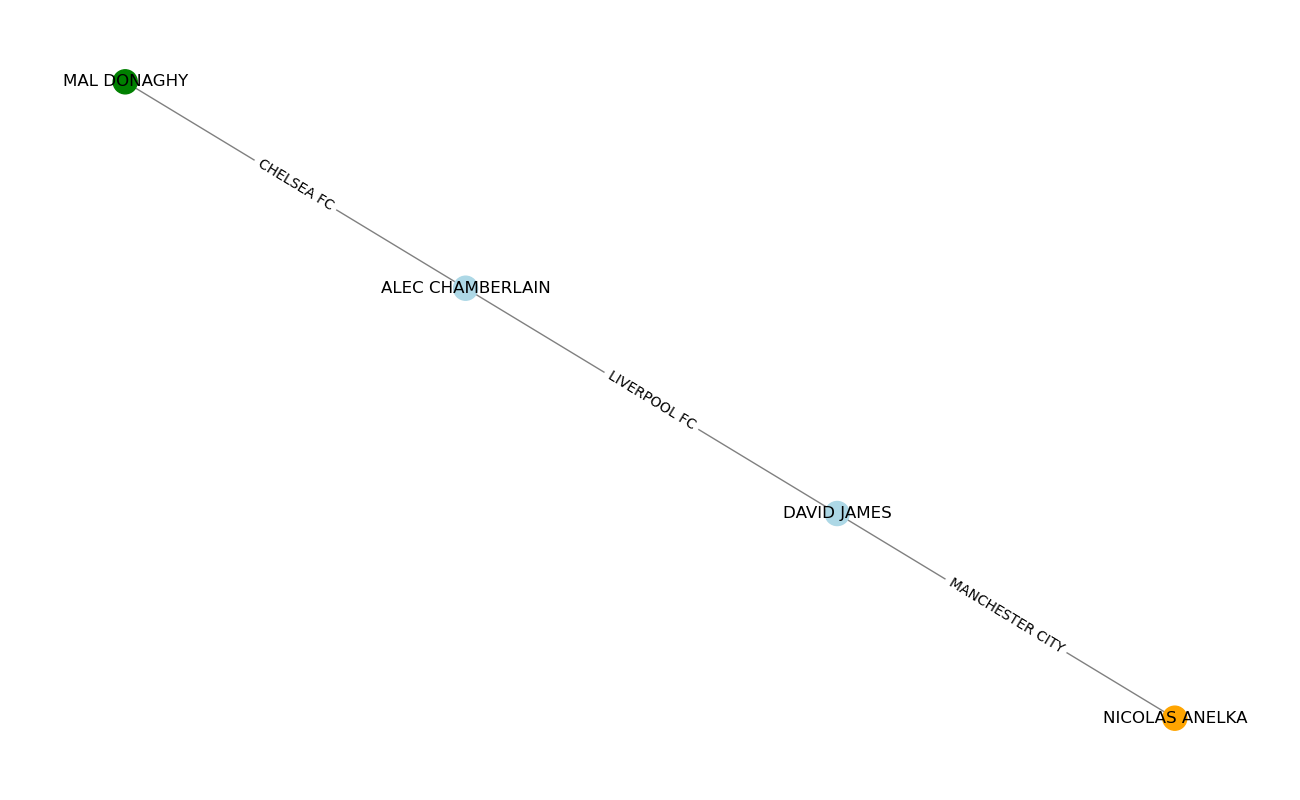 MAL DONAGHY
CHELSEA FC
ALEC CHAMBERLAIN
LIVERPOOL FC
DAVID JAMES
MANCHESTER CITY
NICOLAS ANELKA